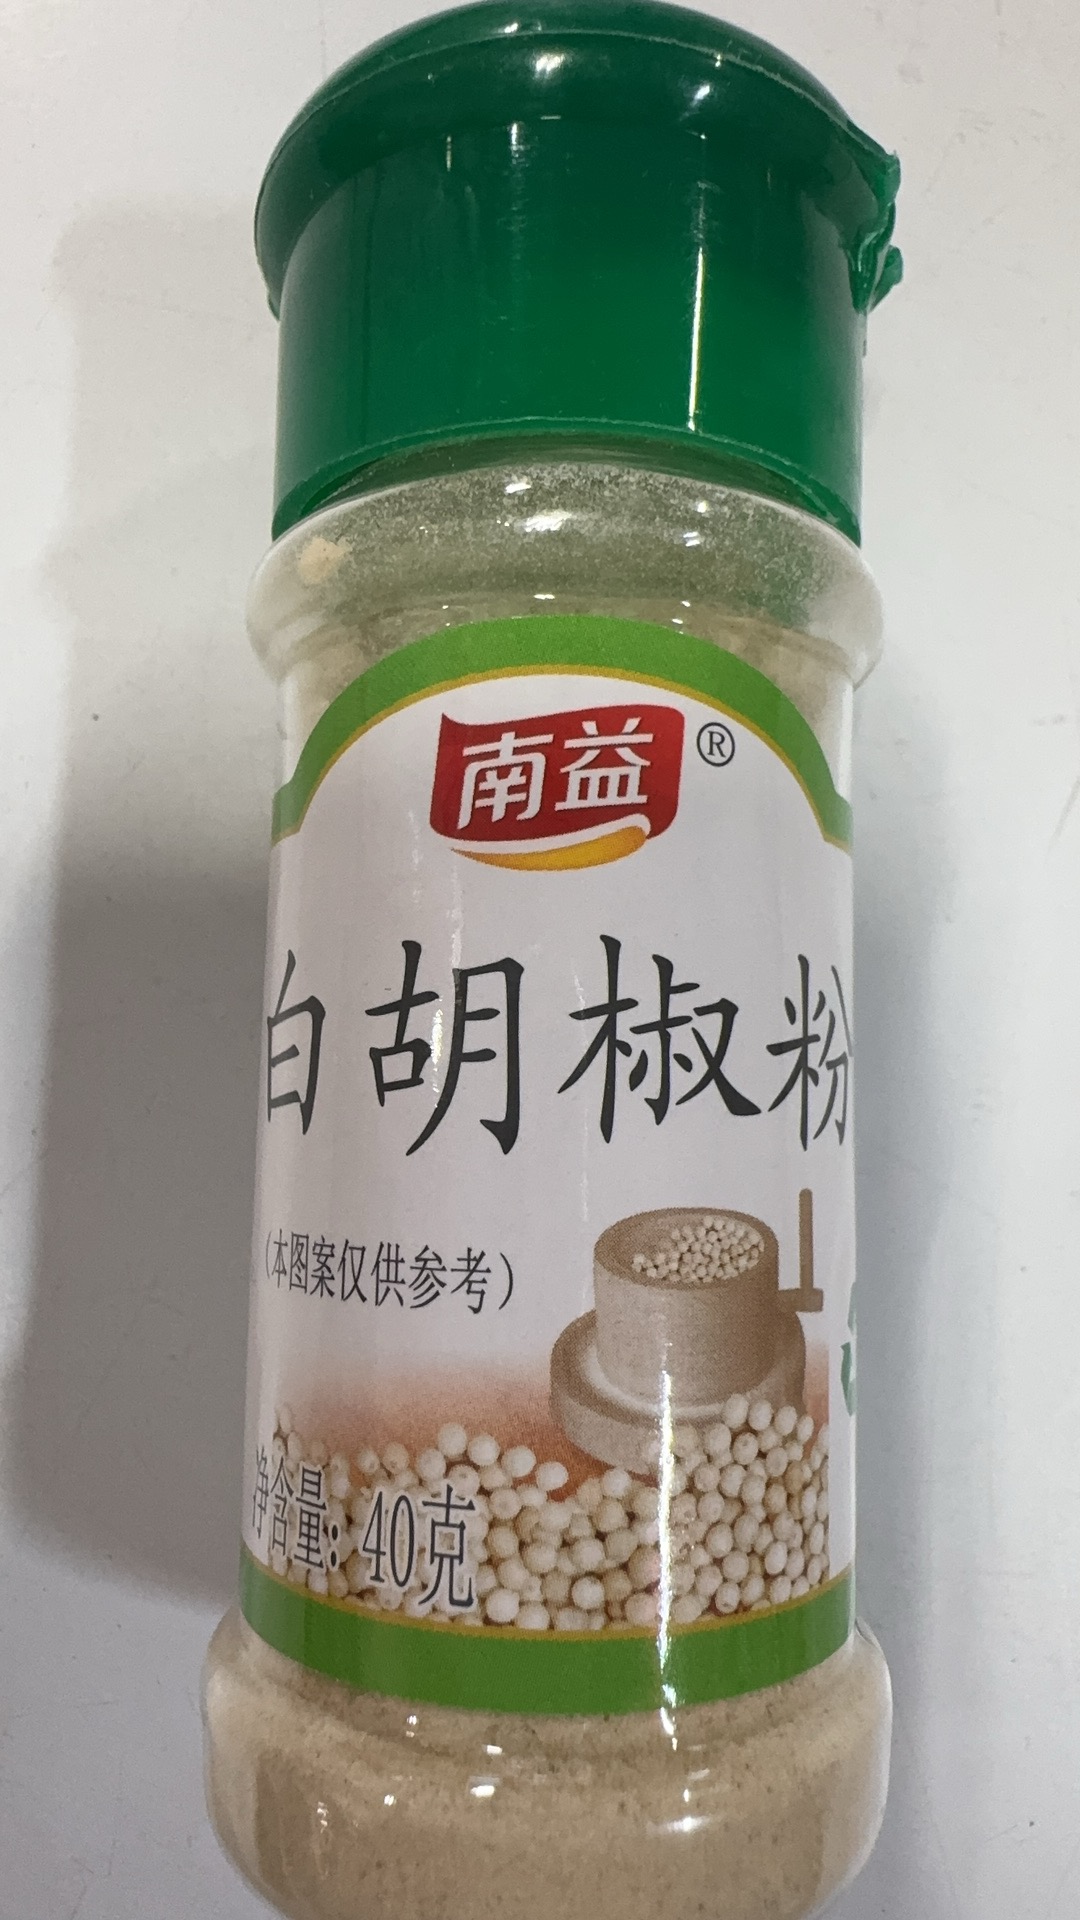 南益®
白胡椒粉
（本图案仅供参考）
净含量：40克